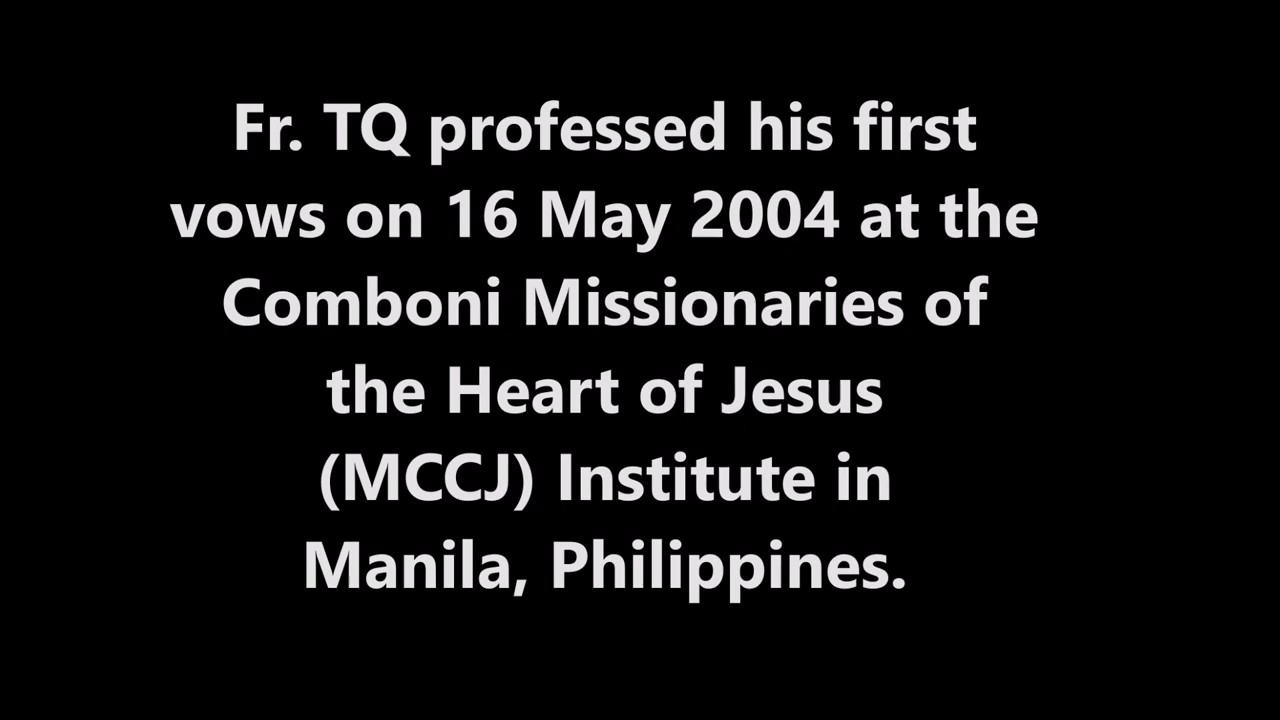 Fr. TQ professed his first
vows on 16 May 2004 at the
Comboni Missionaries of
the Heart of Jesus
(MCCJ) Institute in
Manila, Philippines.